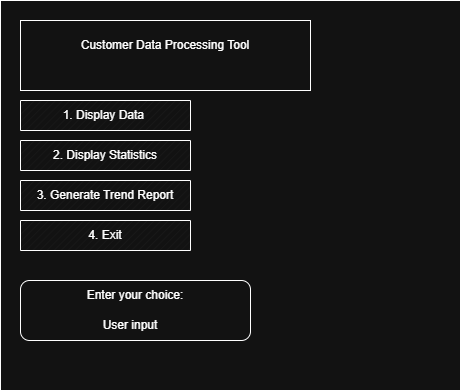 Customer Data Processing Tool
1. Display Data
2. Display Statistics
3. Generate Trend Report
4. Exit
Enter your choice:
User input